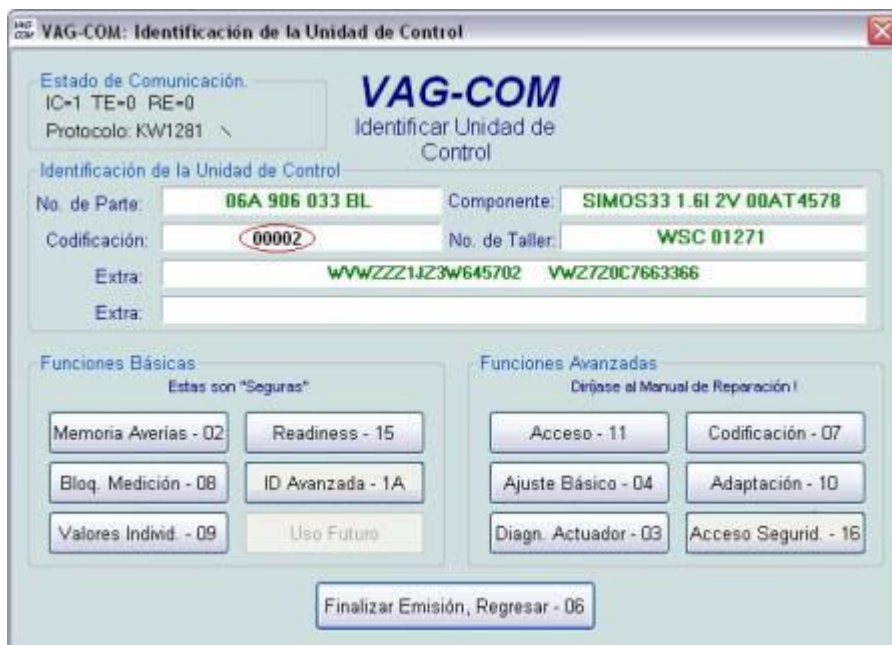 VAG-COM: Identificación de la Unidad de Control
Estado de Comunicación.
IC=1 TE=0 RE=0
Protocolo: KW1281 \
VAG-COM
Identificar Unidad de
Control
Identificación de la Unidad de Control
No. de Parte: 06A 906 033 BL Componente: SIMOS33 1.6l 2V 00AT4578
Codificación: 00002 No. de Taller: WSC 01271
Extra: WVWZZZ1JZ3W645702 VWZ7Z0C7663366
Extra:
Funciones Básicas
Estas son "Seguras"
Funciones Avanzadas
Diríjase al Manual de Reparación !
Memoria Averías - 02 Readiness - 15 Acceso - 11 Codificación - 07
Bloq. Medición - 08 ID Avanzada - 1A Ajuste Básico - 04 Adaptación - 10
Valores Individ. - 09 Uso Futuro Diagn. Actuador - 03 Acceso Segurid. - 16
Finalizar Emisión, Regresar - 06